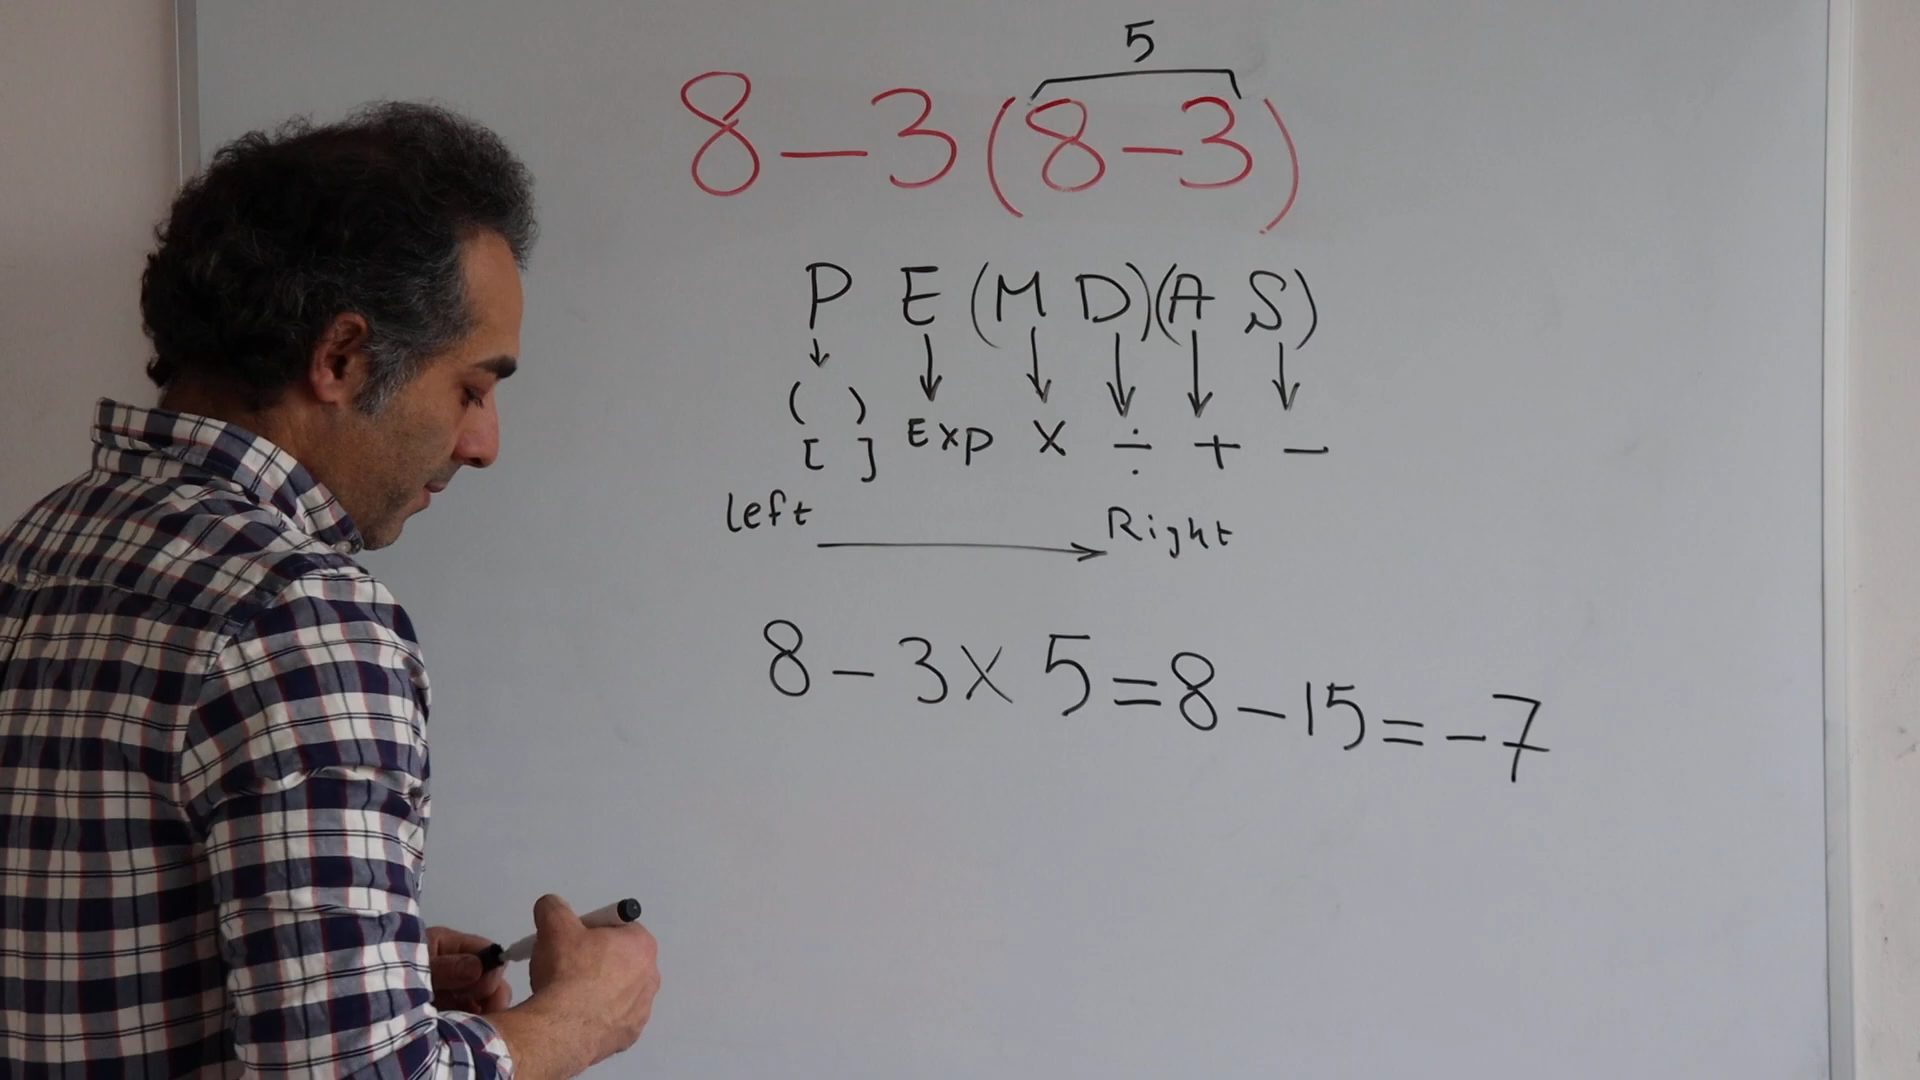 5
8-3(8-3)
P E (M D)(A S)
( )
[ ] Exp × ÷ + -
left Right
8-3×5=8-15=-7